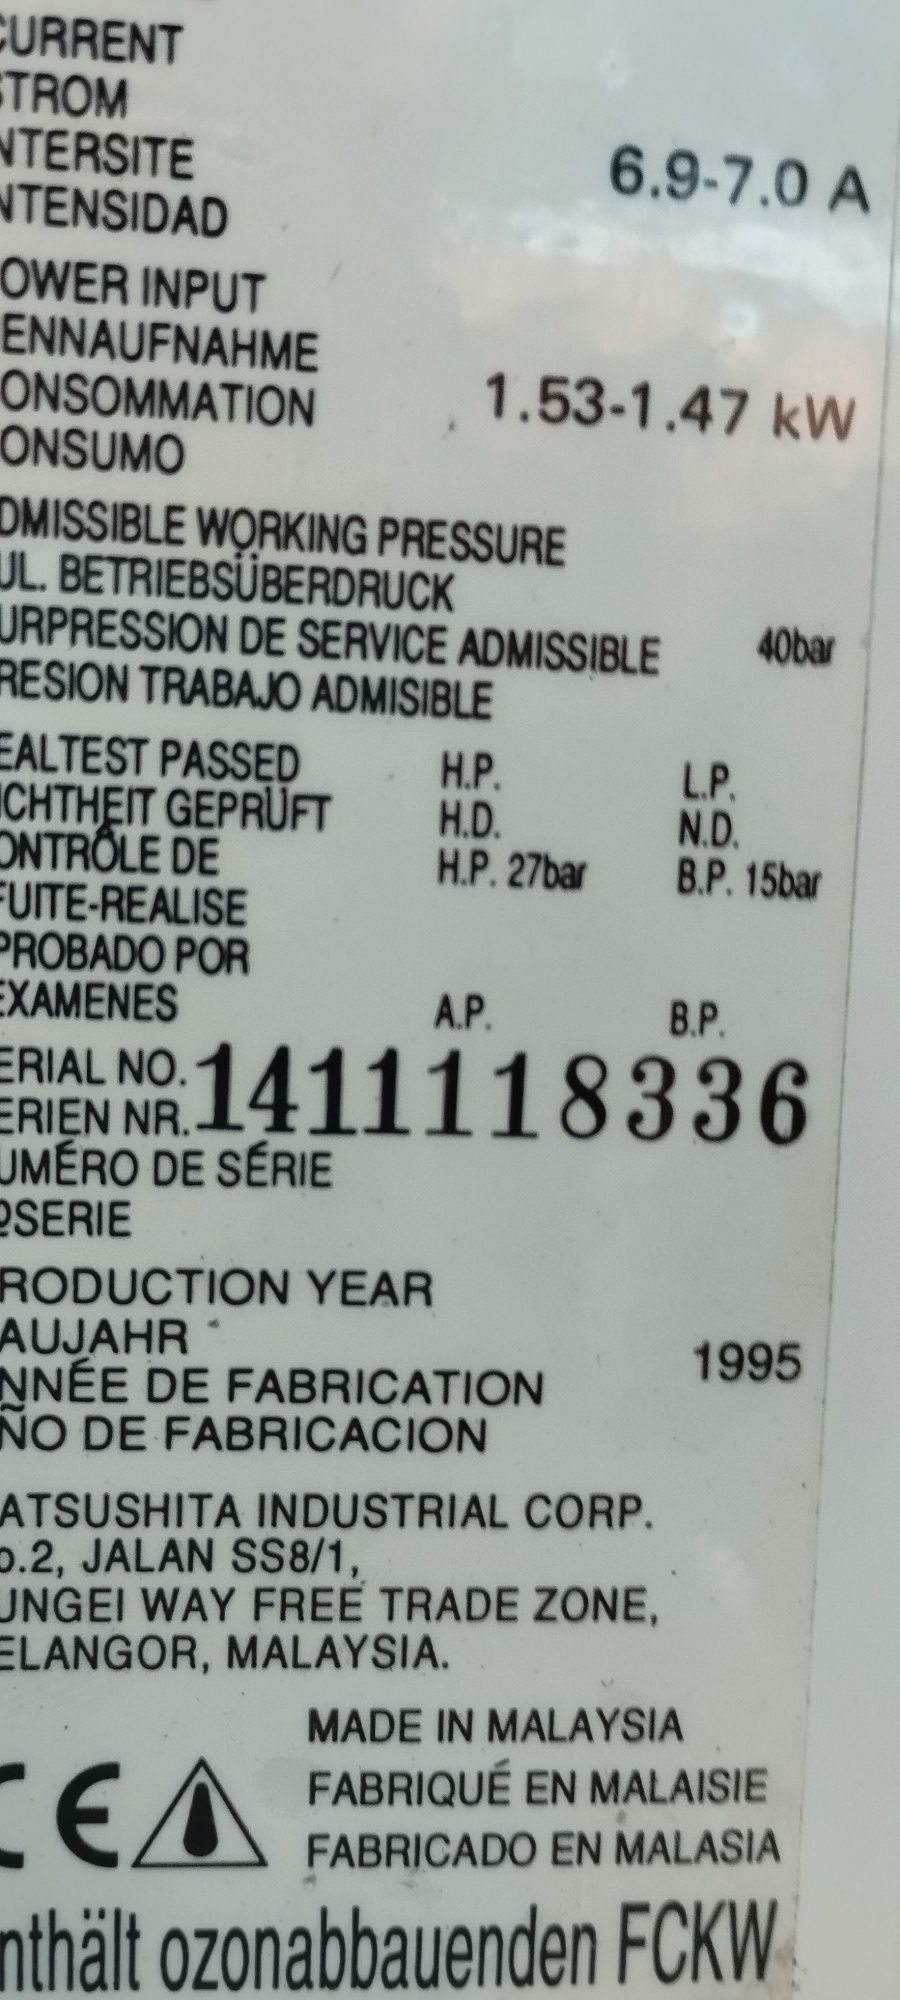 CURRENT
STROM
NTERSITE
NTENSIDAD
6.9-7.0 A
OWER INPUT
ENNAUFNAHME
ONSOMMATION
ONSUMO
1.53-1.47 kW
DMISSIBLE WORKING PRESSURE
UL. BETRIEBSÜBERDRUCK
URPRESSION DE SERVICE ADMISSIBLE
RESION TRABAJO ADMISIBLE
40bar
EALTEST PASSED H.P. L.P.
ICHTHEIT GEPRÜFT H.D. N.D.
ONTRÔLE DE H.P. 27bar B.P. 15bar
FUITE-REALISE
PROBADO POR
EXAMENES A.P. B.P.
ERIAL NO.
ERIEN NR.
1411118336
UMÉRO DE SÉRIE
ºSERIE
RODUCTION YEAR
AUJAHR
NNÉE DE FABRICATION
ÑO DE FABRICACION
1995
ATSUSHITA INDUSTRIAL CORP.
o.2, JALAN SS8/1,
UNGEI WAY FREE TRADE ZONE,
ELANGOR, MALAYSIA.
CE
MADE IN MALAYSIA
FABRIQUÉ EN MALAISIE
FABRICADO EN MALASIA
nthält ozonabbauenden FCKW